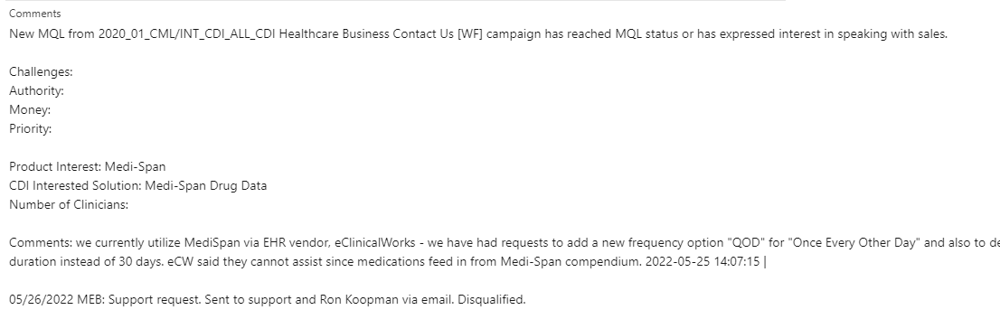 Comments
New MQL from 2020_01_CML/INT_CDI_ALL_CDI Healthcare Business Contact Us [WF] campaign has reached MQL status or has expressed interest in speaking with sales.
Challenges:
Authority:
Money:
Priority:
Product Interest: Medi-Span
CDI Interested Solution: Medi-Span Drug Data
Number of Clinicians:
Comments: we currently utilize MediSpan via EHR vendor, eClinicalWorks - we have had requests to add a new frequency option "QOD" for "Once Every Other Day" and also to
duration instead of 30 days. eCW said they cannot assist since medications feed in from Medi-Span compendium. 2022-05-25 14:07:15 |
05/26/2022 MEB: Support request. Sent to support and Ron Koopman via email. Disqualified.